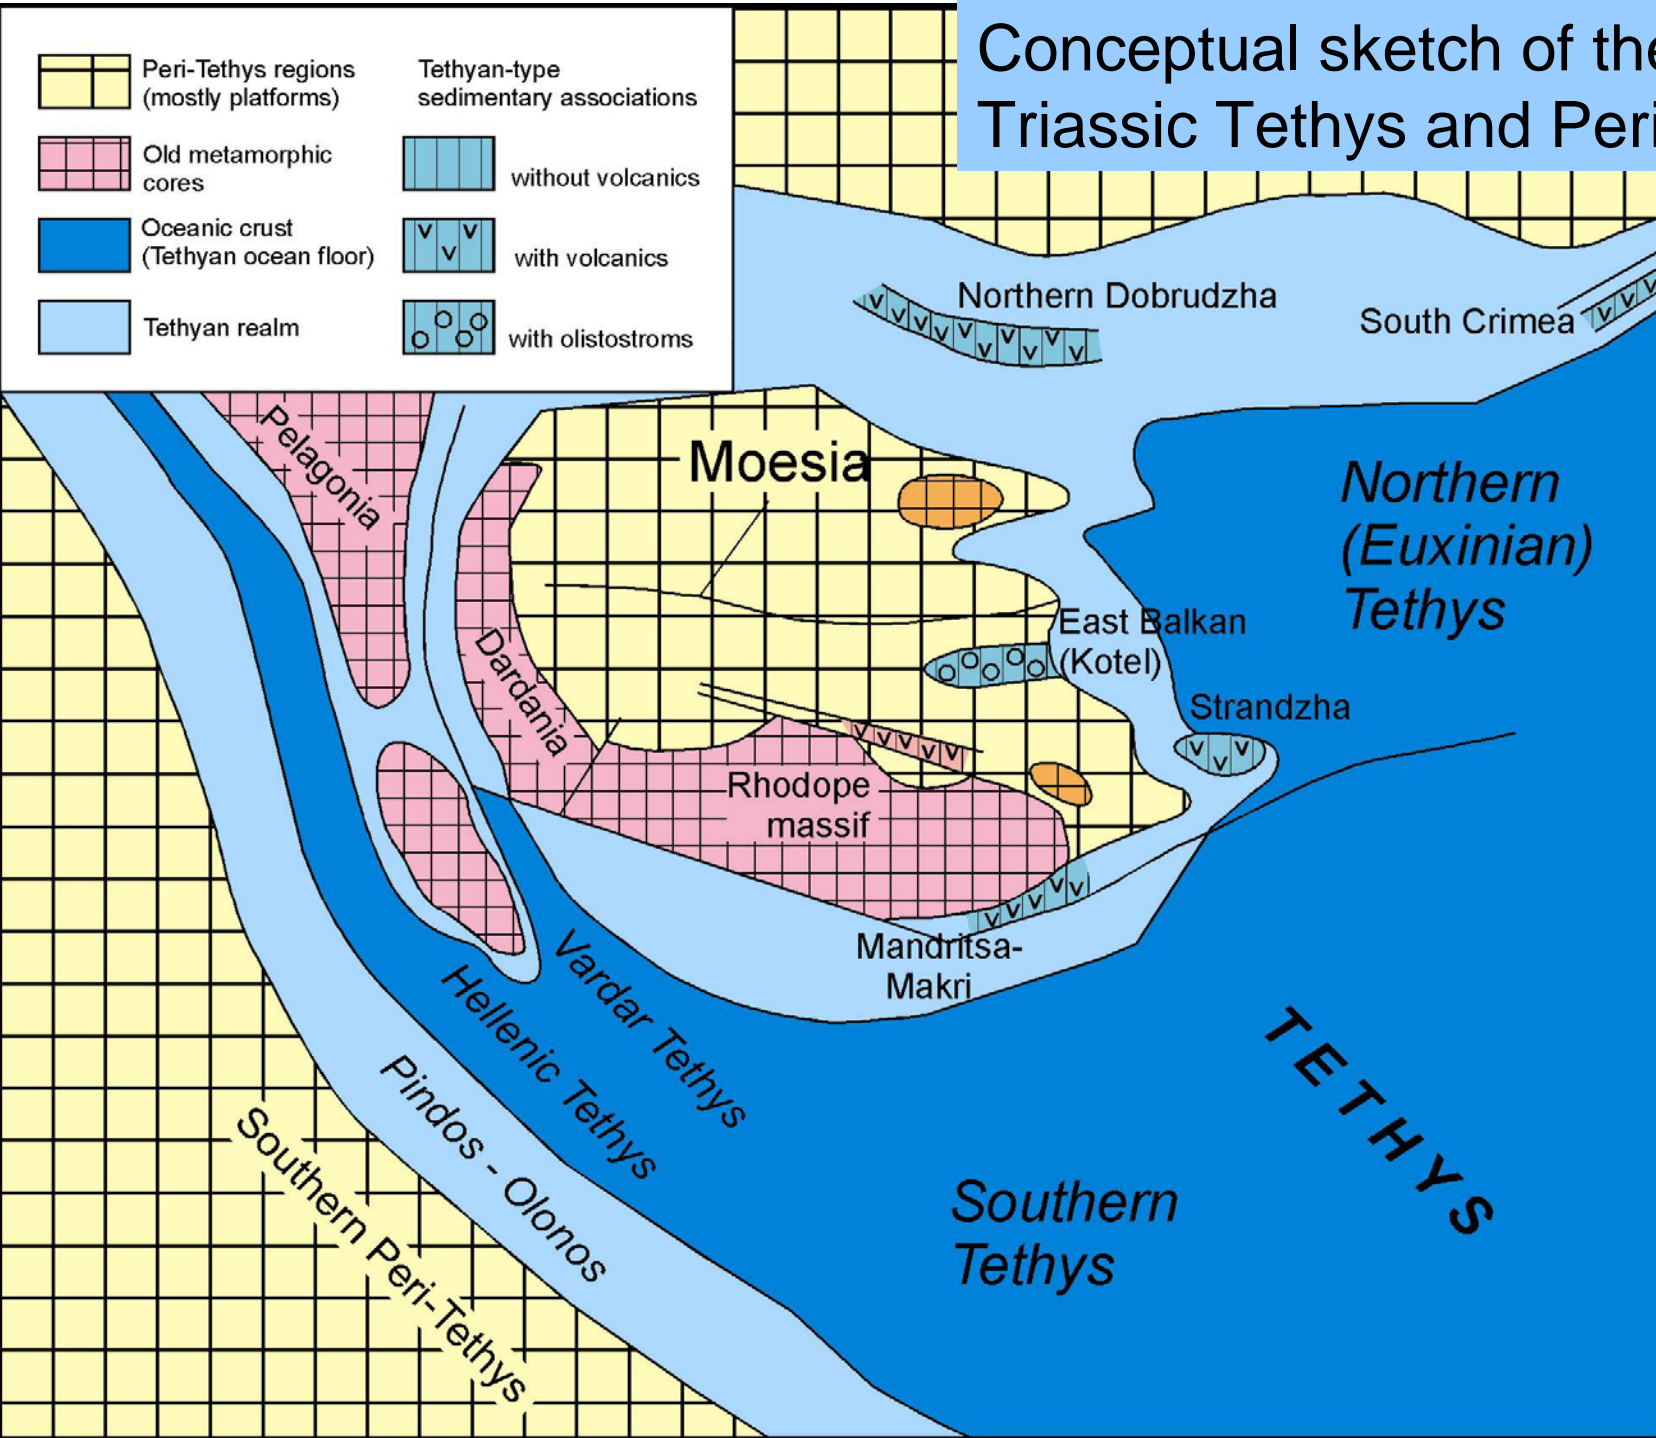 Conceptual sketch of the
Triassic Tethys and Peri
Peri-Tethys regions
(mostly platforms)
Old metamorphic
cores
Oceanic crust
(Tethyan ocean floor)
Tethyan realm
Tethyan-type
sedimentary associations
without volcanics
with volcanics
with olistostroms
Northern Dobrudzha
South Crimea
Pelagonia
Moesia
Northern
(Euxinian)
Tethys
East Balkan
(Kotel)
Dardania
Strandzha
Rhodope
massif
Mandritsa-
Makri
Vardar Tethys
Hellenic Tethys
Pindos - Olonos
Southern Peri-Tethys
Southern
Tethys
TETHYS